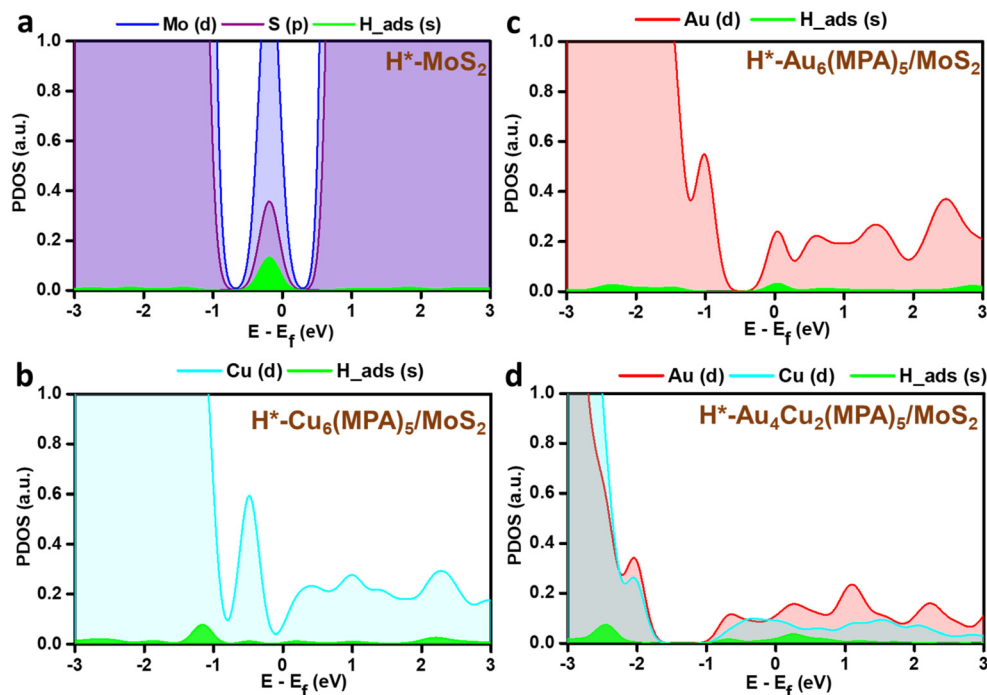 a
Mo (d) S (p) H_ads (s)
H*-MoS₂
PDOS (a.u.)
1.0
0.8
0.6
0.4
0.2
0.0
-3 -2 -1 0 1 2 3
E - E_f (eV)
c
Au (d) H_ads (s)
H*-Au₆(MPA)₅/MoS₂
PDOS (a.u.)
1.0
0.8
0.6
0.4
0.2
0.0
-3 -2 -1 0 1 2 3
E - E_f (eV)
b
Cu (d) H_ads (s)
H*-Cu₆(MPA)₅/MoS₂
PDOS (a.u.)
1.0
0.8
0.6
0.4
0.2
0.0
-3 -2 -1 0 1 2 3
E - E_f (eV)
d
Au (d) Cu (d) H_ads (s)
H*-Au₄Cu₂(MPA)₅/MoS₂
PDOS (a.u.)
1.0
0.8
0.6
0.4
0.2
0.0
-3 -2 -1 0 1 2 3
E - E_f (eV)